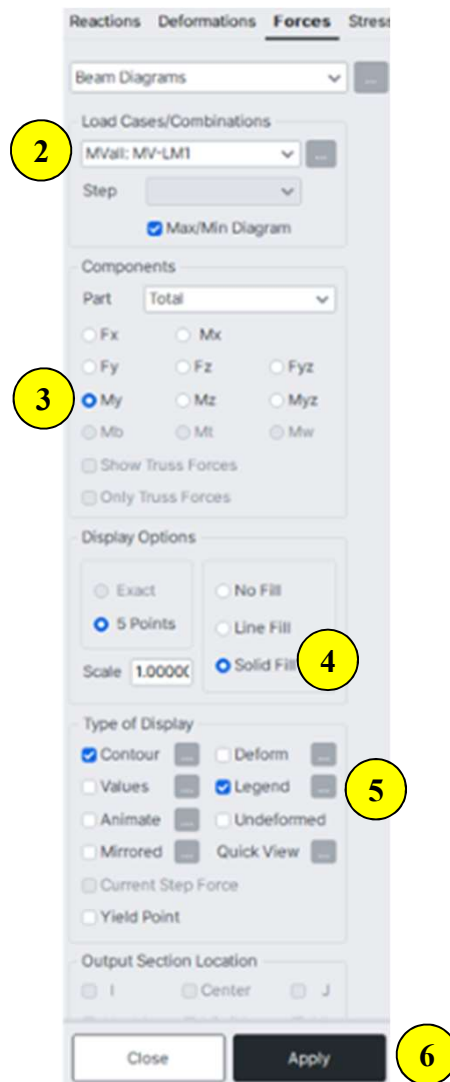 Reactions Deformations Forces Stress
Beam Diagrams ...
Load Cases/Combinations
2
MVall: MV-LM1 ...
Step
Max/Min Diagram
Components
Part Total
Fx Mx
Fy Fz Fyz
3
My Mz Myz
Mb Mt Mw
Show Truss Forces
Only Truss Forces
Display Options
Exact No Fill
5 Points Line Fill
Scale 1.00000 Solid Fill 4
Type of Display
Contour ... Deform ...
Values ... Legend ... 5
Animate ... Undeformed
Mirrored ... Quick View ...
Current Step Force
Yield Point
Output Section Location
I Center J
Close Apply 6